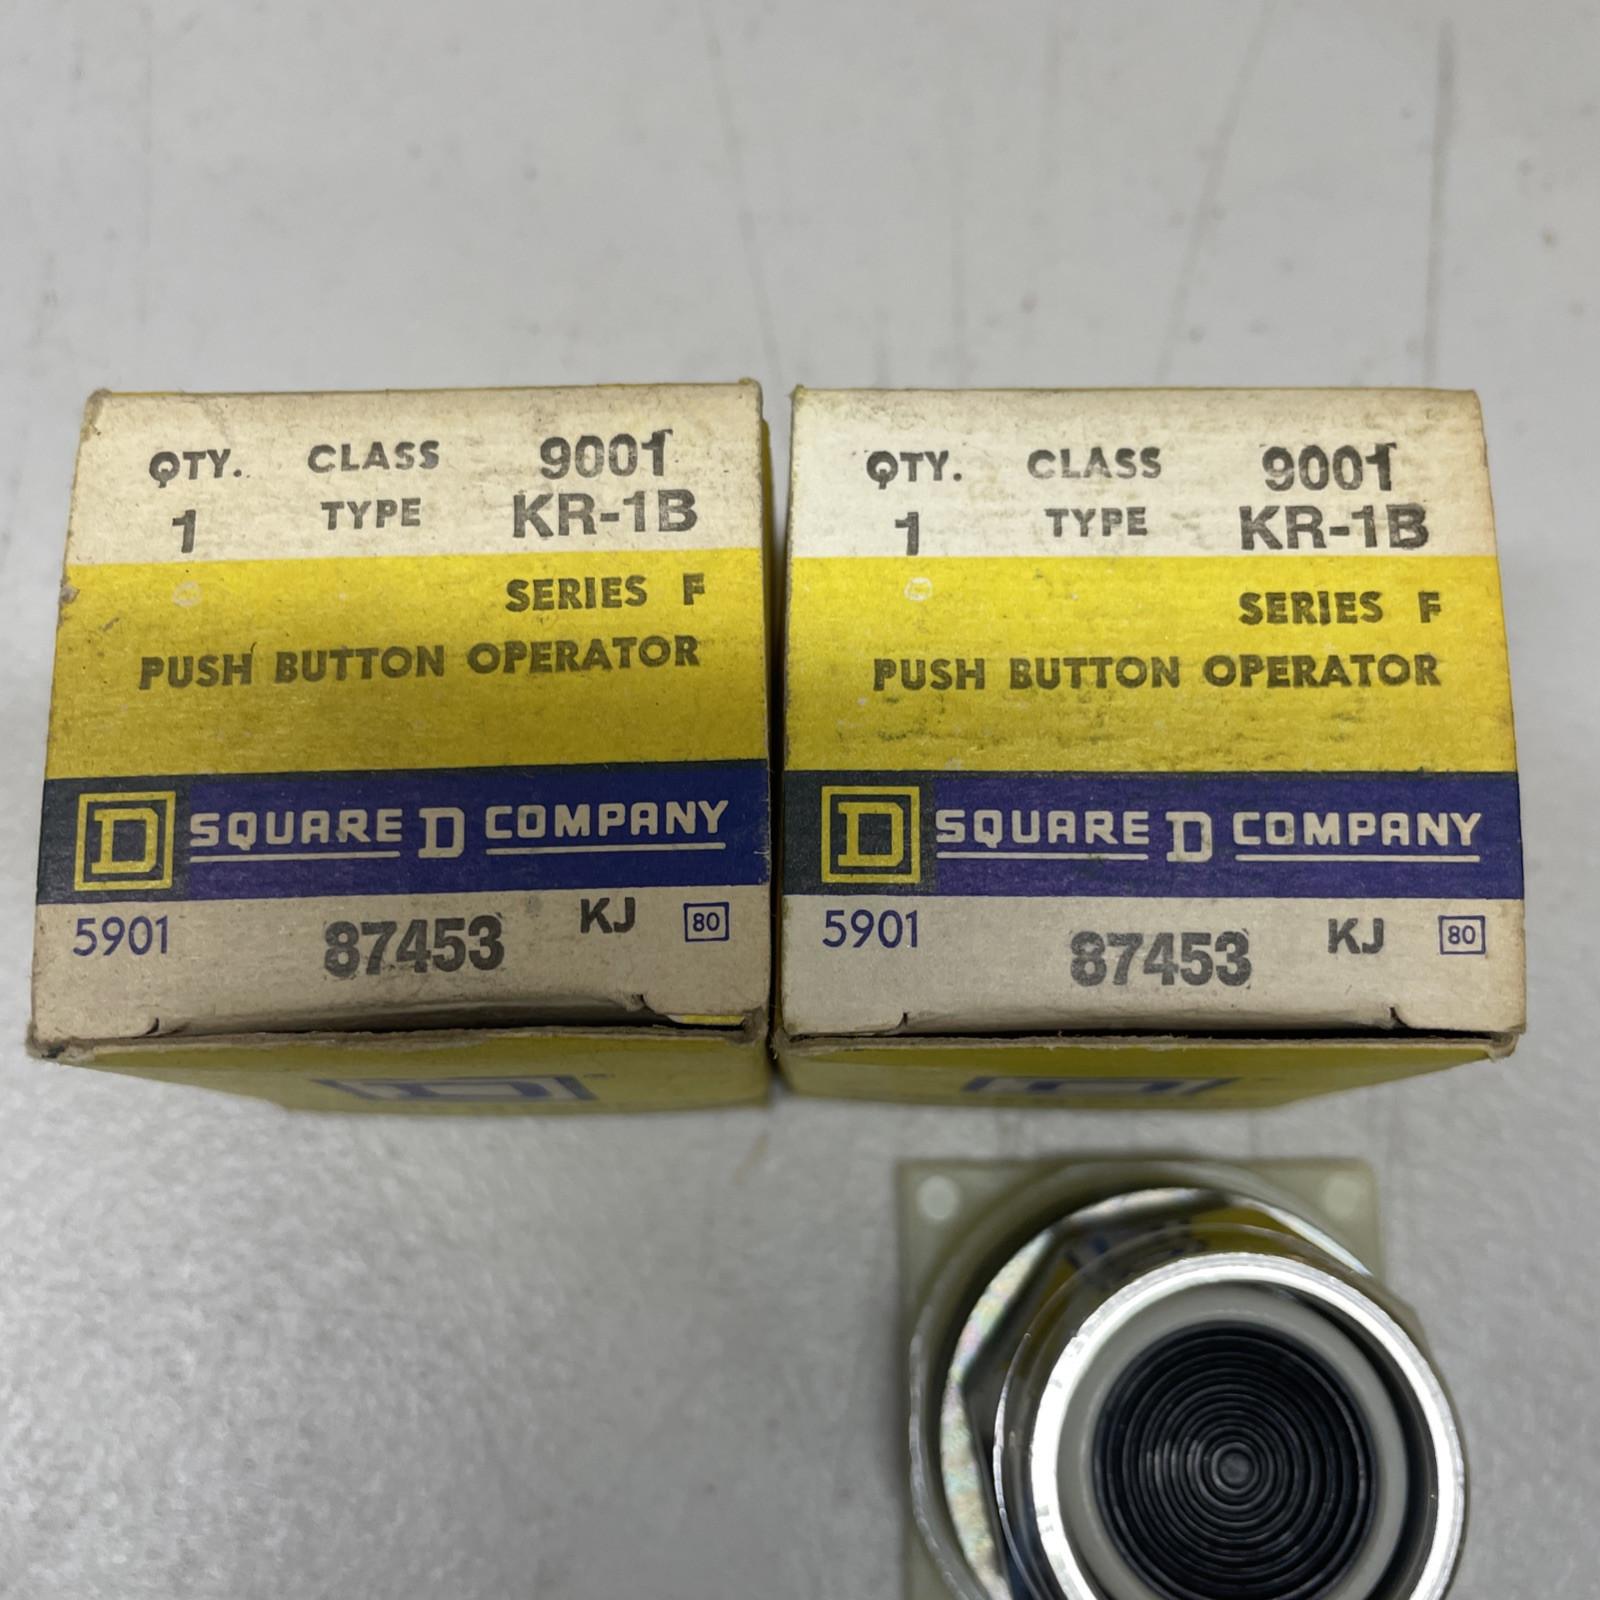 QTY. CLASS 9001
1 TYPE KR-1B
SERIES F
PUSH BUTTON OPERATOR
D SQUARE D COMPANY
5901 87453 KJ 80
QTY. CLASS 9001
1 TYPE KR-1B
SERIES F
PUSH BUTTON OPERATOR
D SQUARE D COMPANY
5901 87453 KJ 80